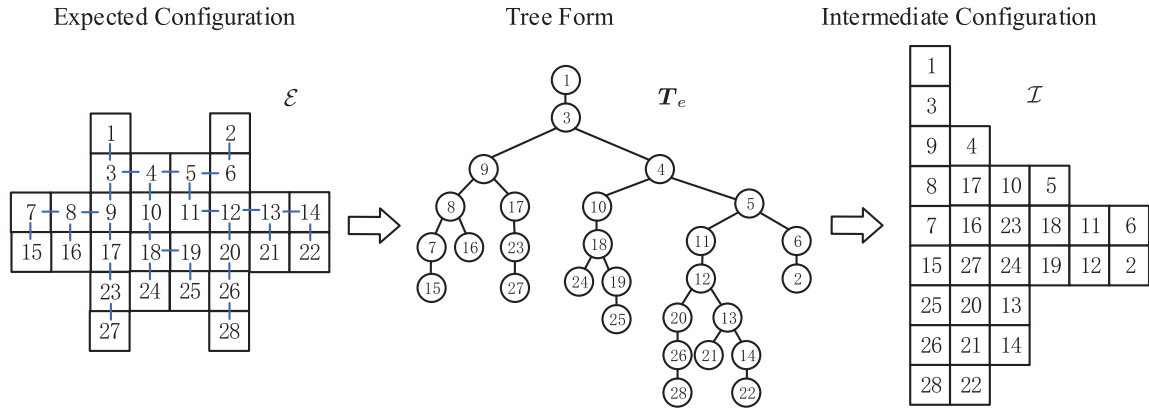 Expected Configuration
Tree Form
Intermediate Configuration
ℰ
1 2
3 4 5 6
7 8 9 10 11 12 13 14
15 16 17 18 19 20 21 22
23 24 25 26
27 28
T e
1
3
9 4
8 17 10 5
7 16 23 18 11 6
15 27 24 19 12 2
25 20 13
26 21 14
28 22
ℐ
1
3
9 4
8 17 10 5
7 16 23 18 11 6
15 27 24 19 12 2
25 20 13
26 21 14
28 22